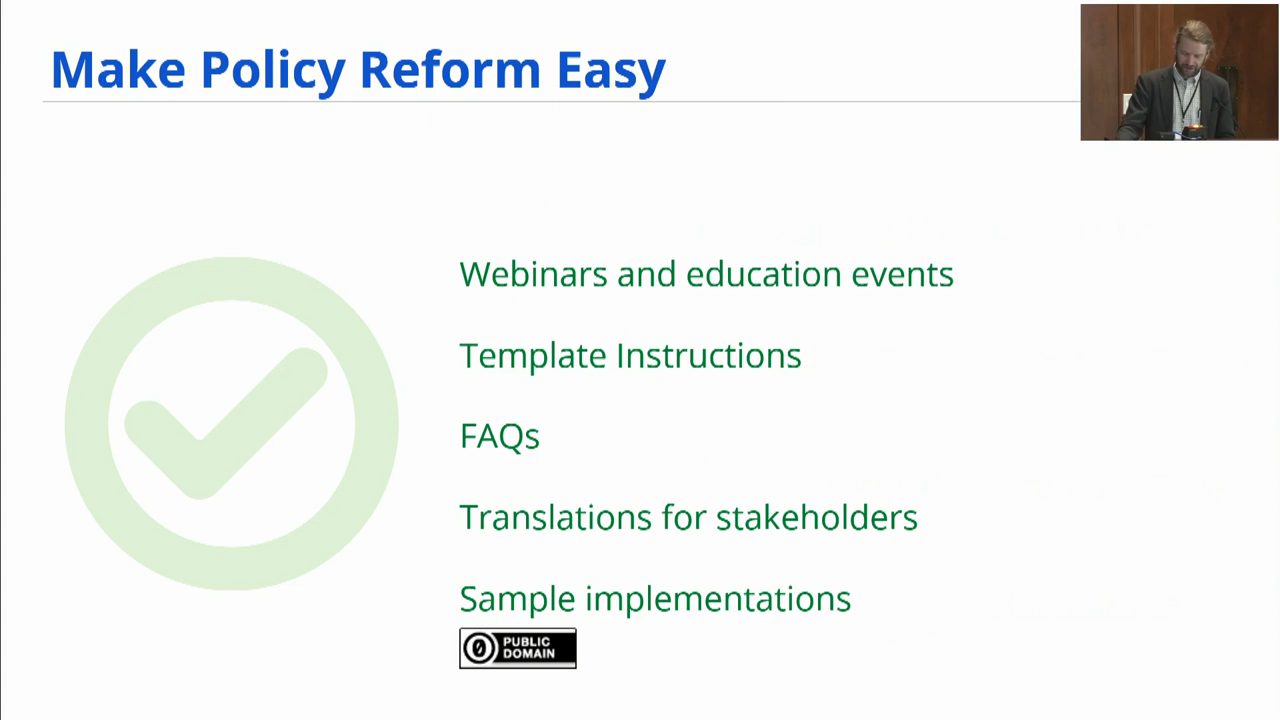 Make Policy Reform Easy
Webinars and education events
Template Instructions
FAQs
Translations for stakeholders
Sample implementations
PUBLIC
DOMAIN